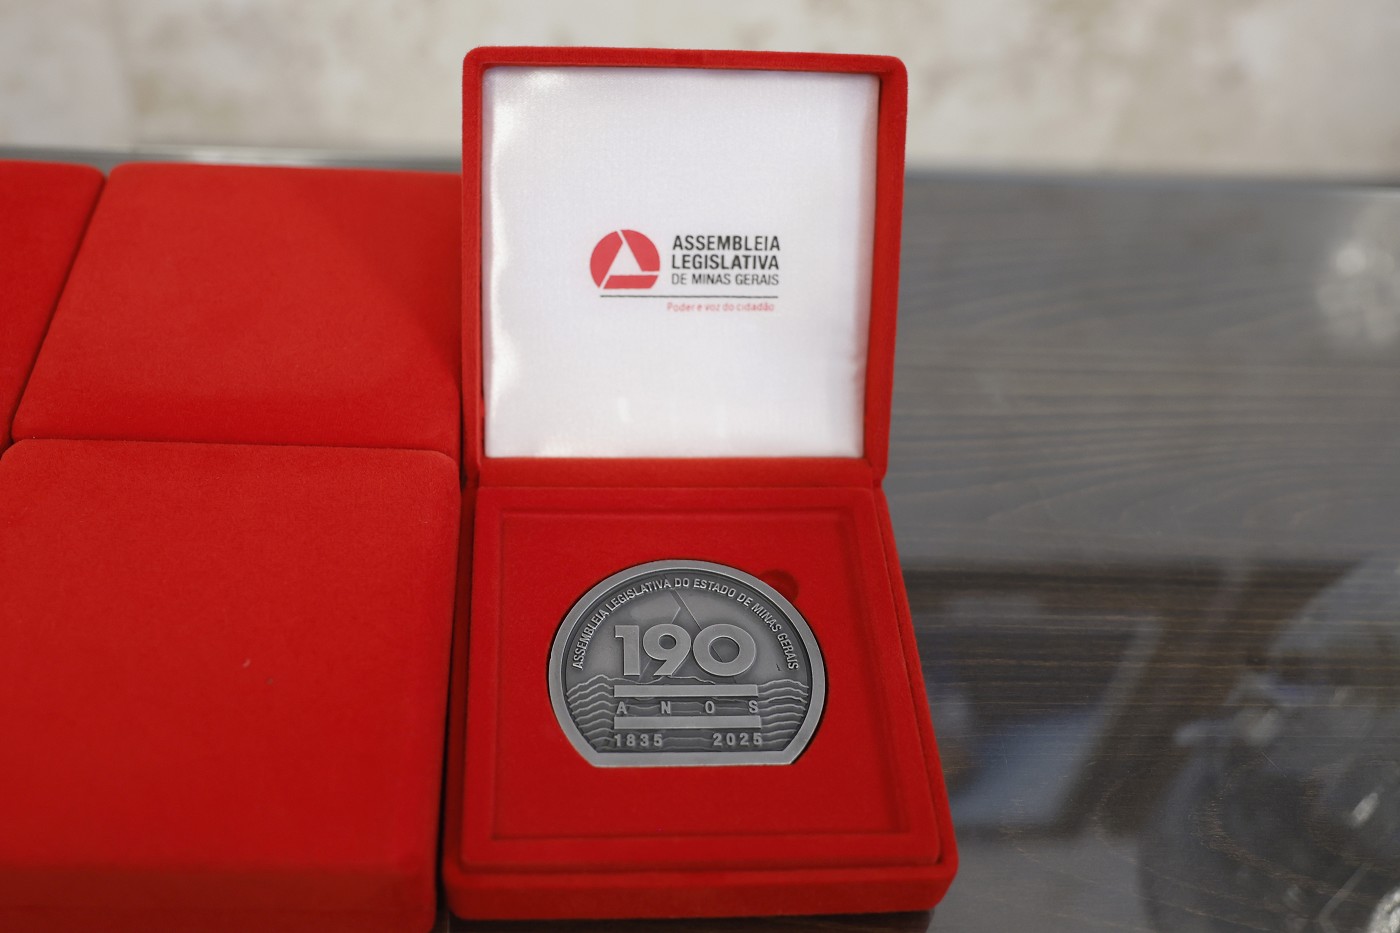 ASSEMBLEIA
LEGISLATIVA
DE MINAS GERAIS
Poder e voz do cidadão
ASSEMBLEIA LEGISLATIVA DO ESTADO DE MINAS GERAIS
190
ANOS
1835 2025